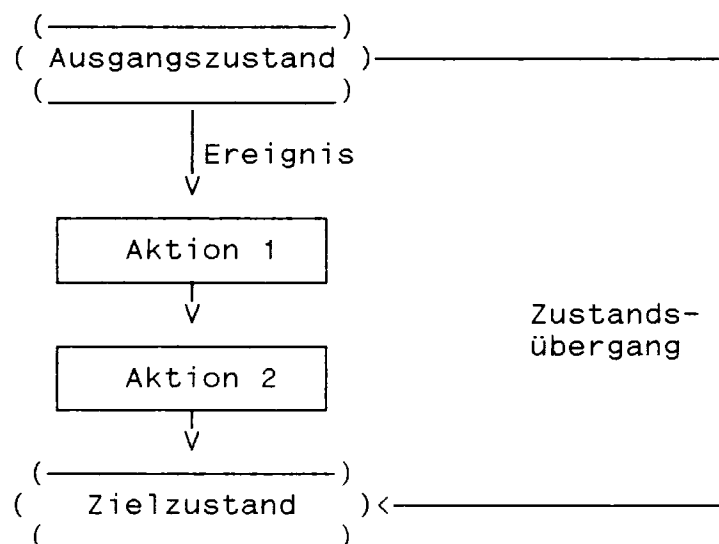 Ausgangszustand
Ereignis
Aktion 1
Zustands-
übergang
Aktion 2
Zielzustand